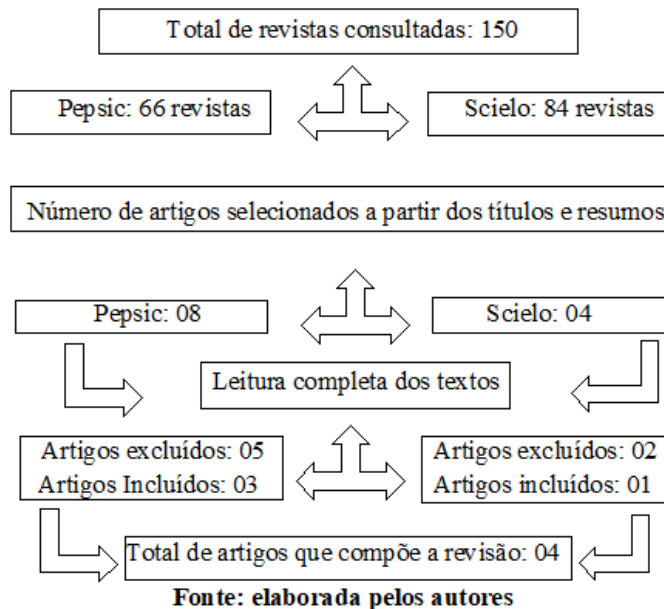 Total de revistas consultadas: 150
Pepsic: 66 revistas
Scielo: 84 revistas
Número de artigos selecionados a partir dos títulos e resumos
Pepsic: 08
Scielo: 04
Leitura completa dos textos
Artigos excluídos: 05
Artigos Incluídos: 03
Artigos excluídos: 02
Artigos incluídos: 01
Total de artigos que compõe a revisão: 04
Fonte: elaborada pelos autores